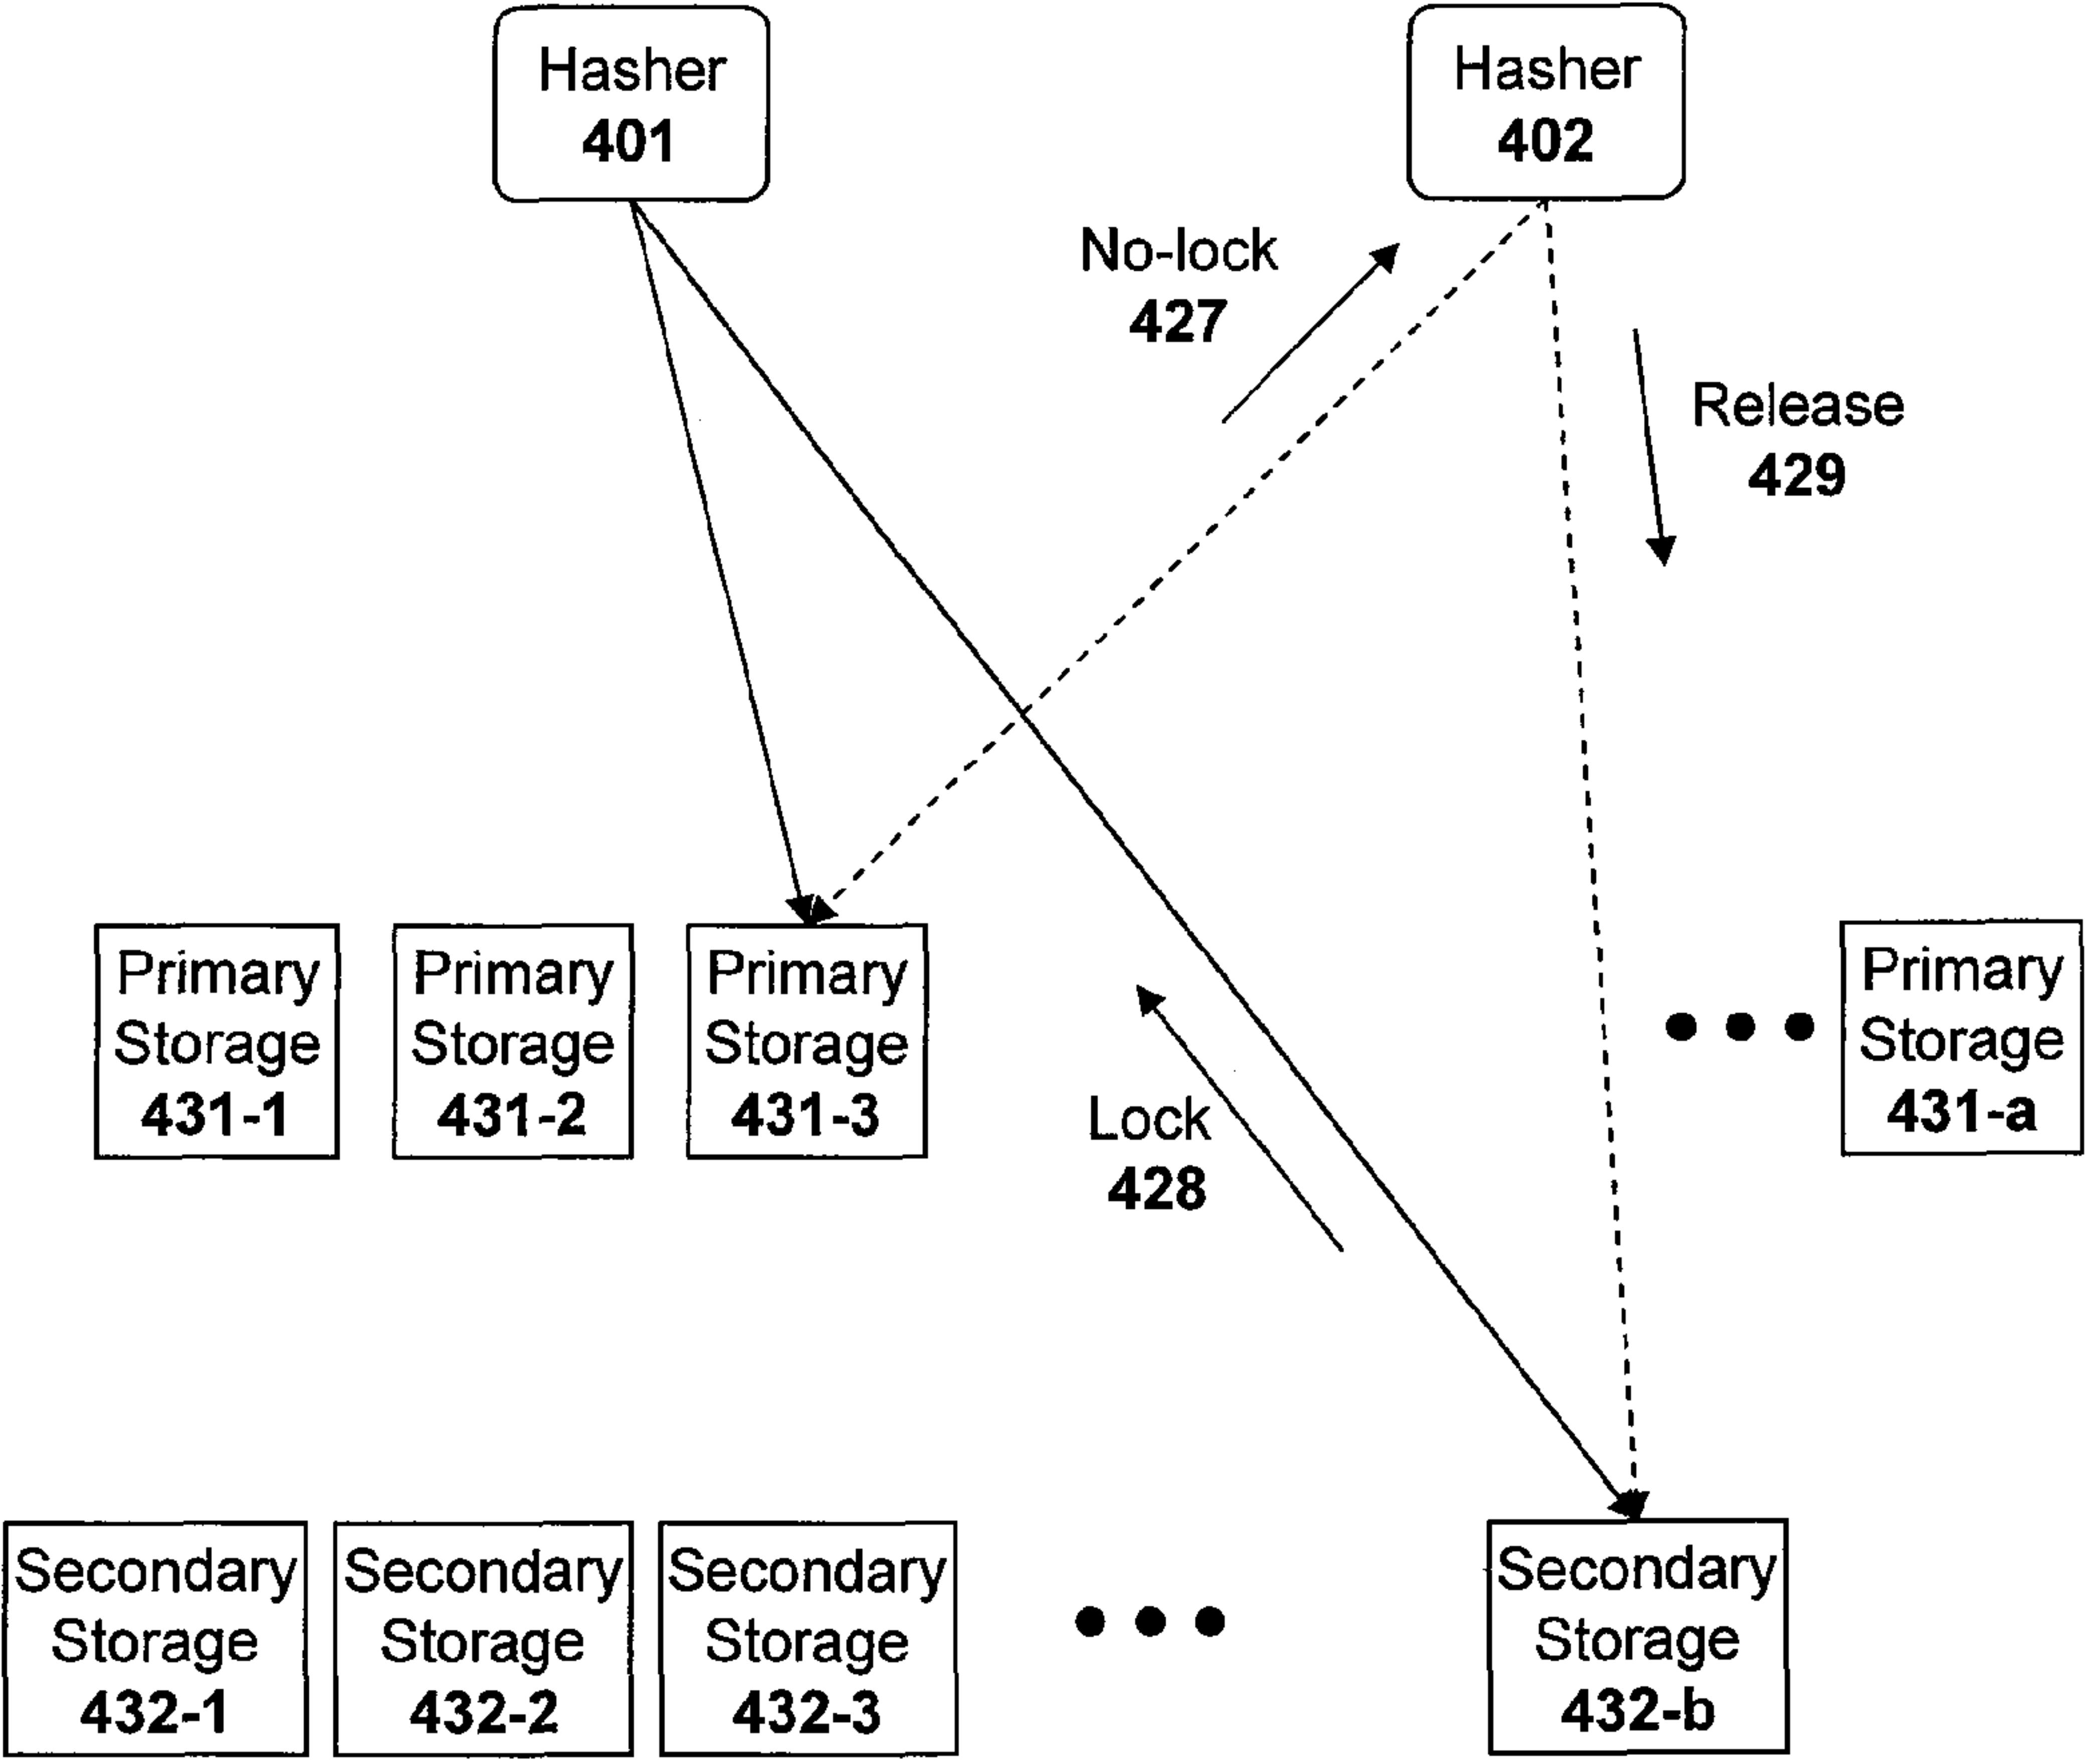 Hasher
401
Hasher
402
No-lock
427
Release
429
Primary
Storage
431-1
Primary
Storage
431-2
Primary
Storage
431-3
Primary
Storage
431-a
Lock
428
Secondary
Storage
432-1
Secondary
Storage
432-2
Secondary
Storage
432-3
Secondary
Storage
432-b